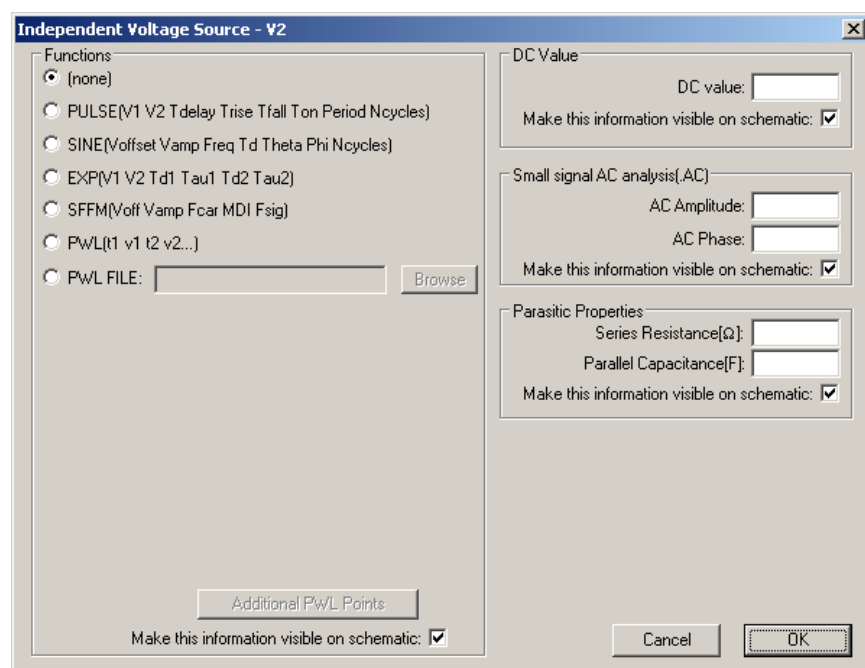 Independent Voltage Source - V2
Functions
(none)
PULSE(V1 V2 Tdelay Trise Tfall Ton Period Ncycles)
SINE(Voffset Vamp Freq Td Theta Phi Ncycles)
EXP(V1 V2 Td1 Tau1 Td2 Tau2)
SFFM(Voff Vamp Fcar MDI Fsig)
PWL(t1 v1 t2 v2...)
PWL FILE:
Browse
Additional PWL Points
Make this information visible on schematic:
DC Value
DC value:
Make this information visible on schematic:
Small signal AC analysis(.AC)
AC Amplitude:
AC Phase:
Make this information visible on schematic:
Parasitic Properties
Series Resistance[Ω]:
Parallel Capacitance[F]:
Make this information visible on schematic:
Cancel
OK